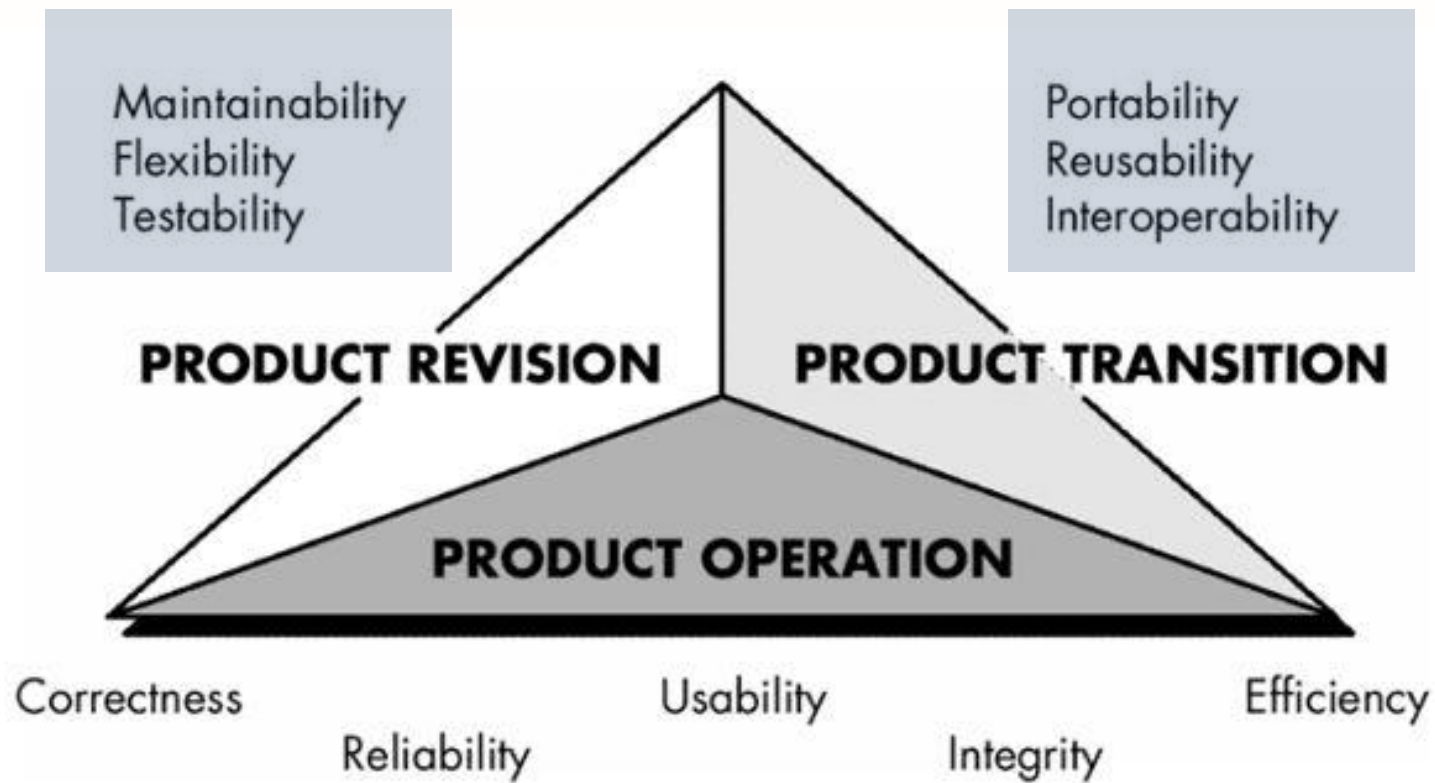 Maintainability
Flexibility
Testability
Portability
Reusability
Interoperability
PRODUCT REVISION
PRODUCT TRANSITION
PRODUCT OPERATION
Correctness
Usability
Efficiency
Reliability
Integrity